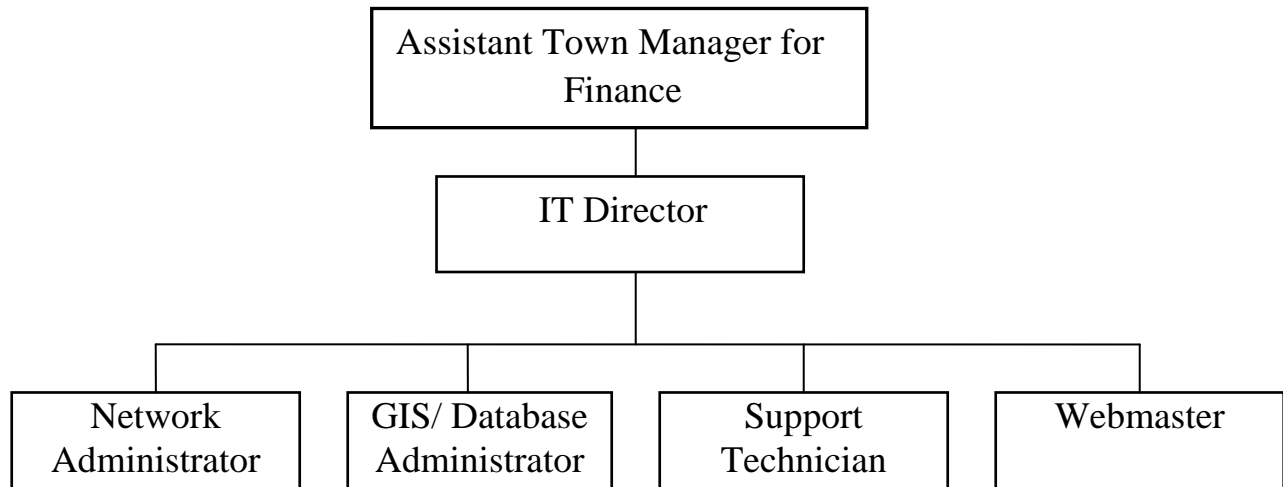 Assistant Town Manager for
Finance
IT Director
Network
Administrator
GIS/ Database
Administrator
Support
Technician
Webmaster